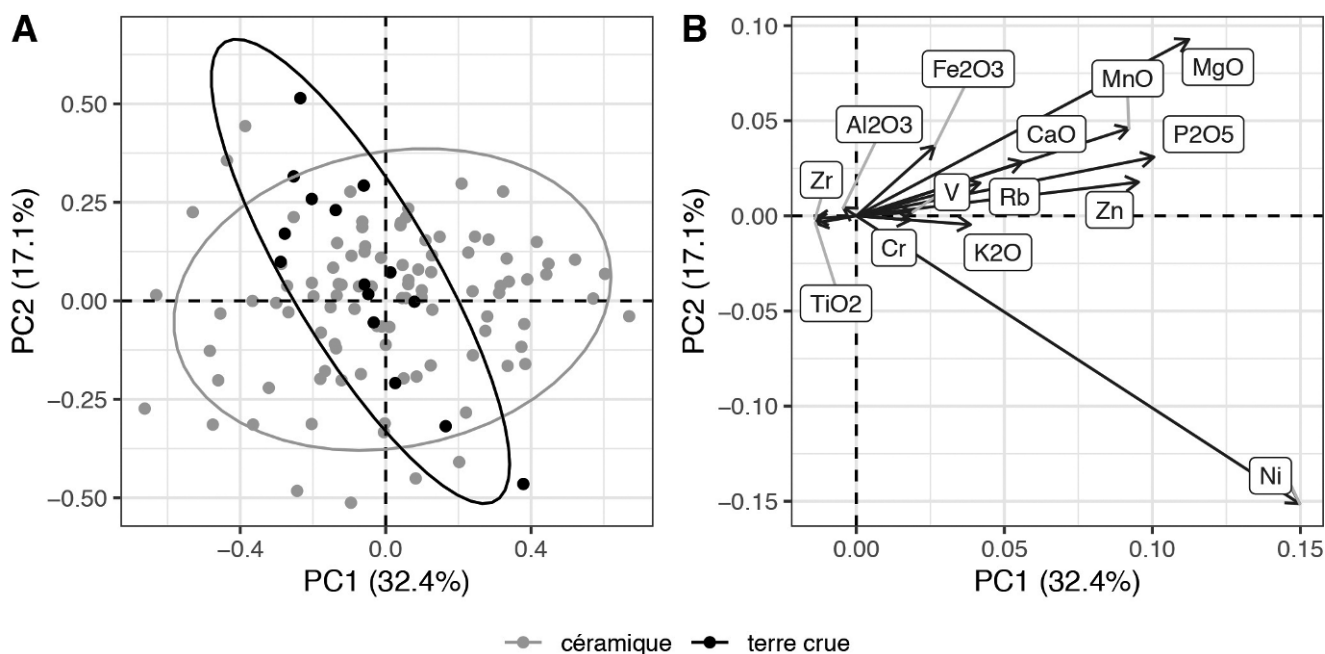 A
B
PC2 (17.1%)
0.50
0.25
0.00
−0.25
−0.50
−0.4
0.0
0.4
PC1 (32.4%)
PC2 (17.1%)
0.10
0.05
0.00
−0.05
−0.10
−0.15
Fe2O3
MnO
MgO
Al2O3
CaO
P2O5
Zr
V
Rb
Zn
Cr
K2O
TiO2
Ni
0.00
0.05
0.10
0.15
PC1 (32.4%)
céramique
terre crue